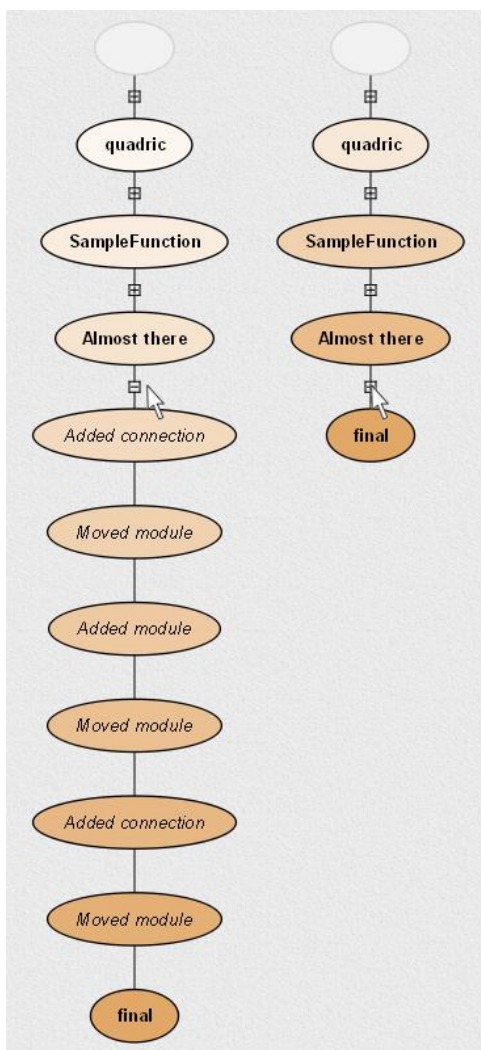 quadric
SampleFunction
Almost there
Added connection
Moved module
Added module
Moved module
Added connection
Moved module
final
quadric
SampleFunction
Almost there
final